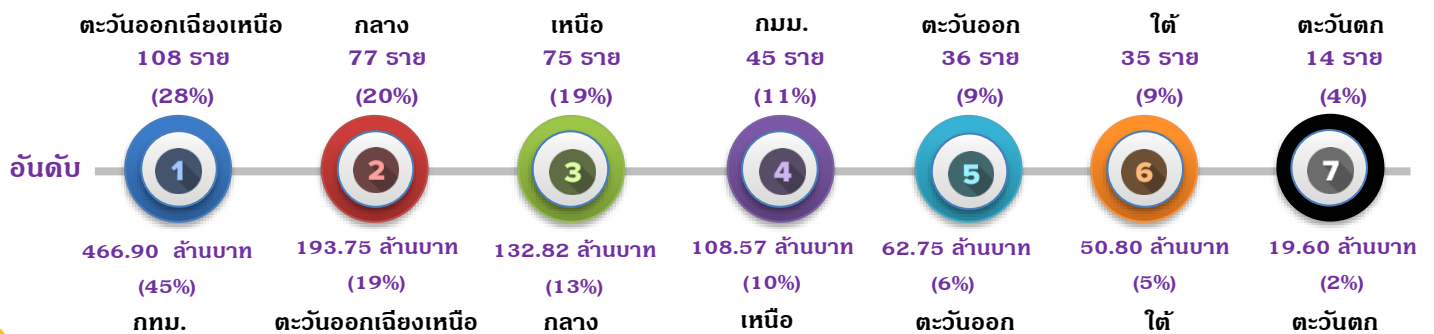 ตะวันออกเฉียงเหนือ กลาง เหนือ กมม. ตะวันออก ใต้ ตะวันตก
108 ราย 77 ราย 75 ราย 45 ราย 36 ราย 35 ราย 14 ราย
(28%) (20%) (19%) (11%) (9%) (9%) (4%)
อันดับ 1 2 3 4 5 6 7
466.90 ล้านบาท 193.75 ล้านบาท 132.82 ล้านบาท 108.57 ล้านบาท 62.75 ล้านบาท 50.80 ล้านบาท 19.60 ล้านบาท
(45%) (19%) (13%) (10%) (6%) (5%) (2%)
กทม. ตะวันออกเฉียงเหนือ กลาง เหนือ ตะวันออก ใต้ ตะวันตก